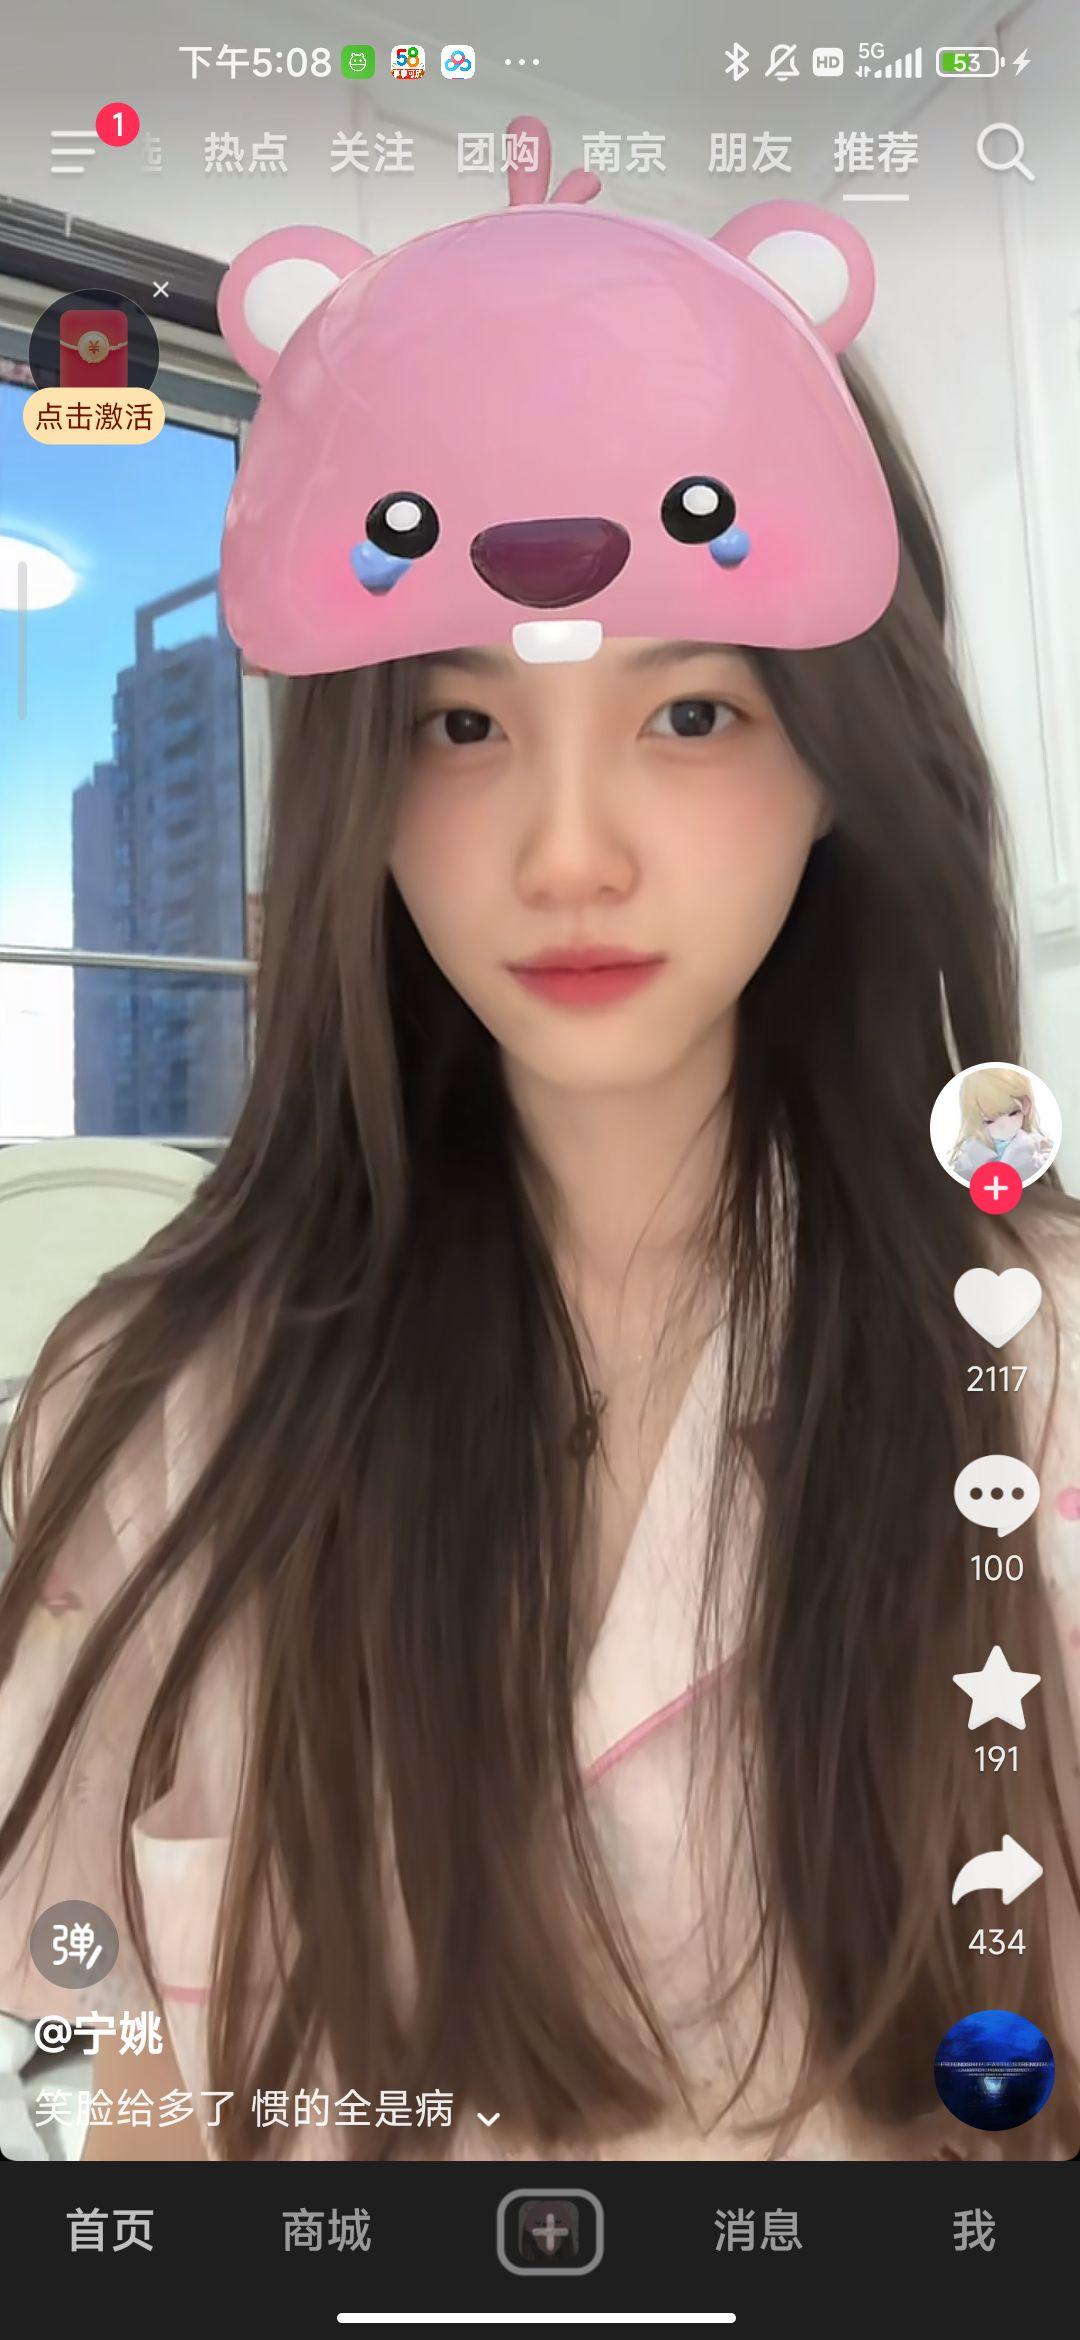 下午5:08
HD
5G
53
1
选 热点 关注 团购 南京 朋友 推荐
点击激活
2117
100
191
434
弹
@宁姚
笑脸给多了 惯的全是病
首页 商城 消息 我